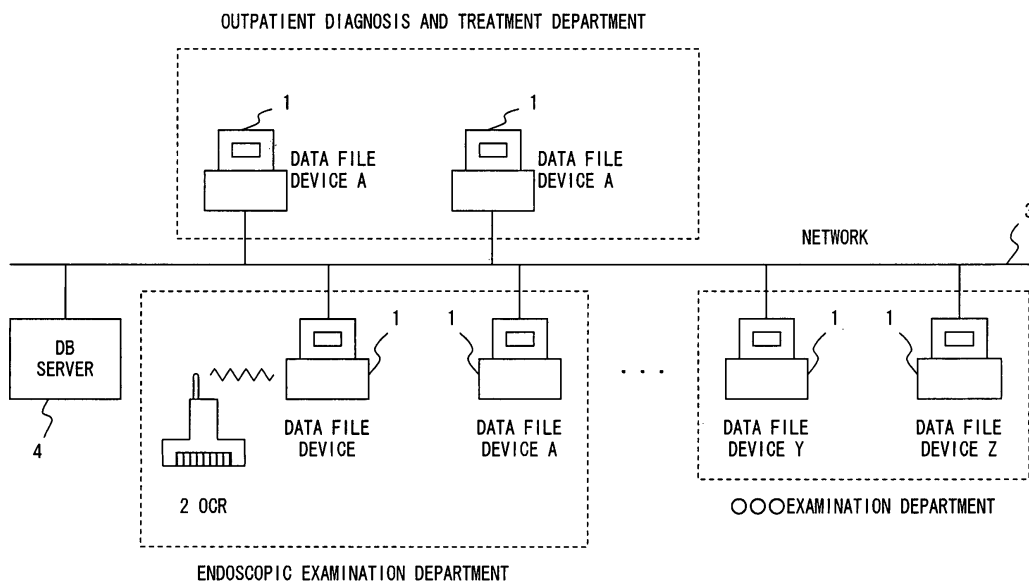 OUTPATIENT DIAGNOSIS AND TREATMENT DEPARTMENT
1
1
DATA FILE
DEVICE A
DATA FILE
DEVICE A
NETWORK
3
DB
SERVER
4
1
1
1
1
DATA FILE
DEVICE
DATA FILE
DEVICE A
. . .
DATA FILE
DEVICE Y
DATA FILE
DEVICE Z
2 OCR
○○○EXAMINATION DEPARTMENT
ENDOSCOPIC EXAMINATION DEPARTMENT